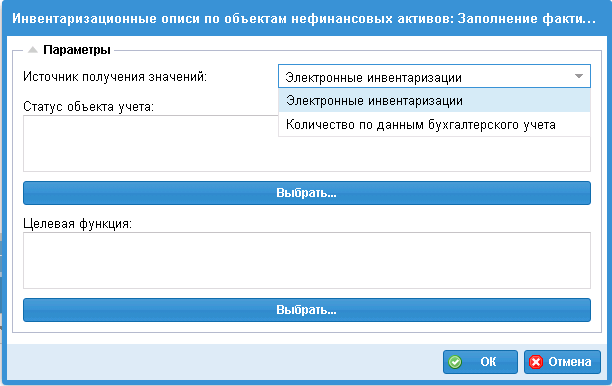 Инвентаризационные описи по объектам нефинансовых активов: Заполнение факти...
Параметры
Источник получения значений:
Электронные инвентаризации
Электронные инвентаризации
Количество по данным бухгалтерского учета
Статус объекта учета:
Выбрать...
Целевая функция:
Выбрать...
ОК
Отмена